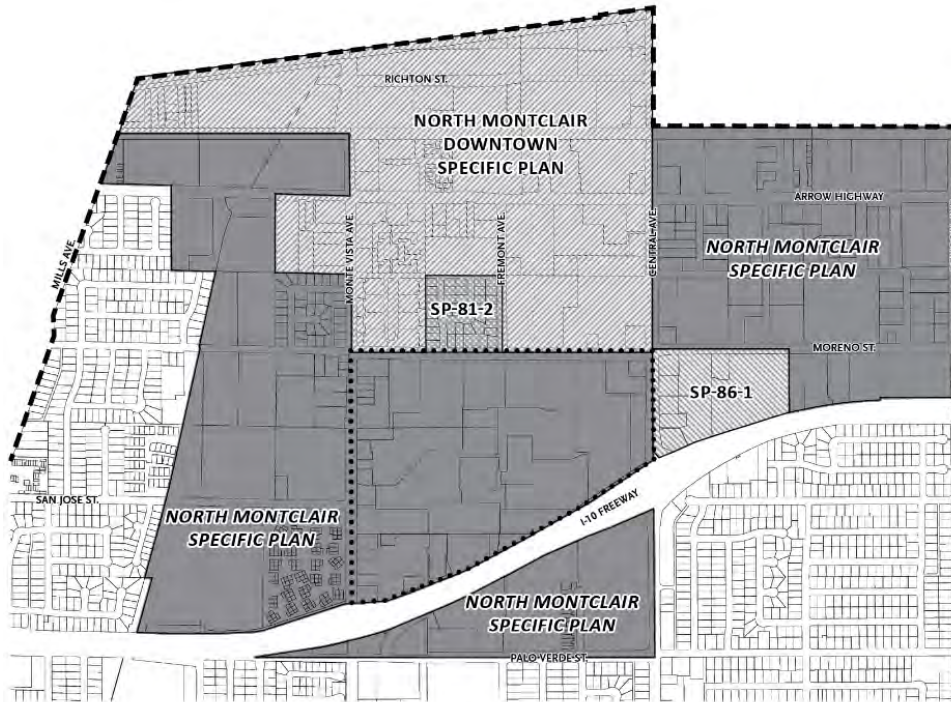 RICHTON ST.
NORTH MONTCLAIR
DOWNTOWN
SPECIFIC PLAN
ARROW HIGHWAY
MILLS AVE.
MONTE VISTA AVE.
FREMONT AVE.
CENTRAL AVE.
NORTH MONTCLAIR
SPECIFIC PLAN
SP-81-2
MORENO ST.
SP-86-1
SAN JOSE ST.
NORTH MONTCLAIR
SPECIFIC PLAN
I-10 FREEWAY
NORTH MONTCLAIR
SPECIFIC PLAN
PALO VERDE ST.